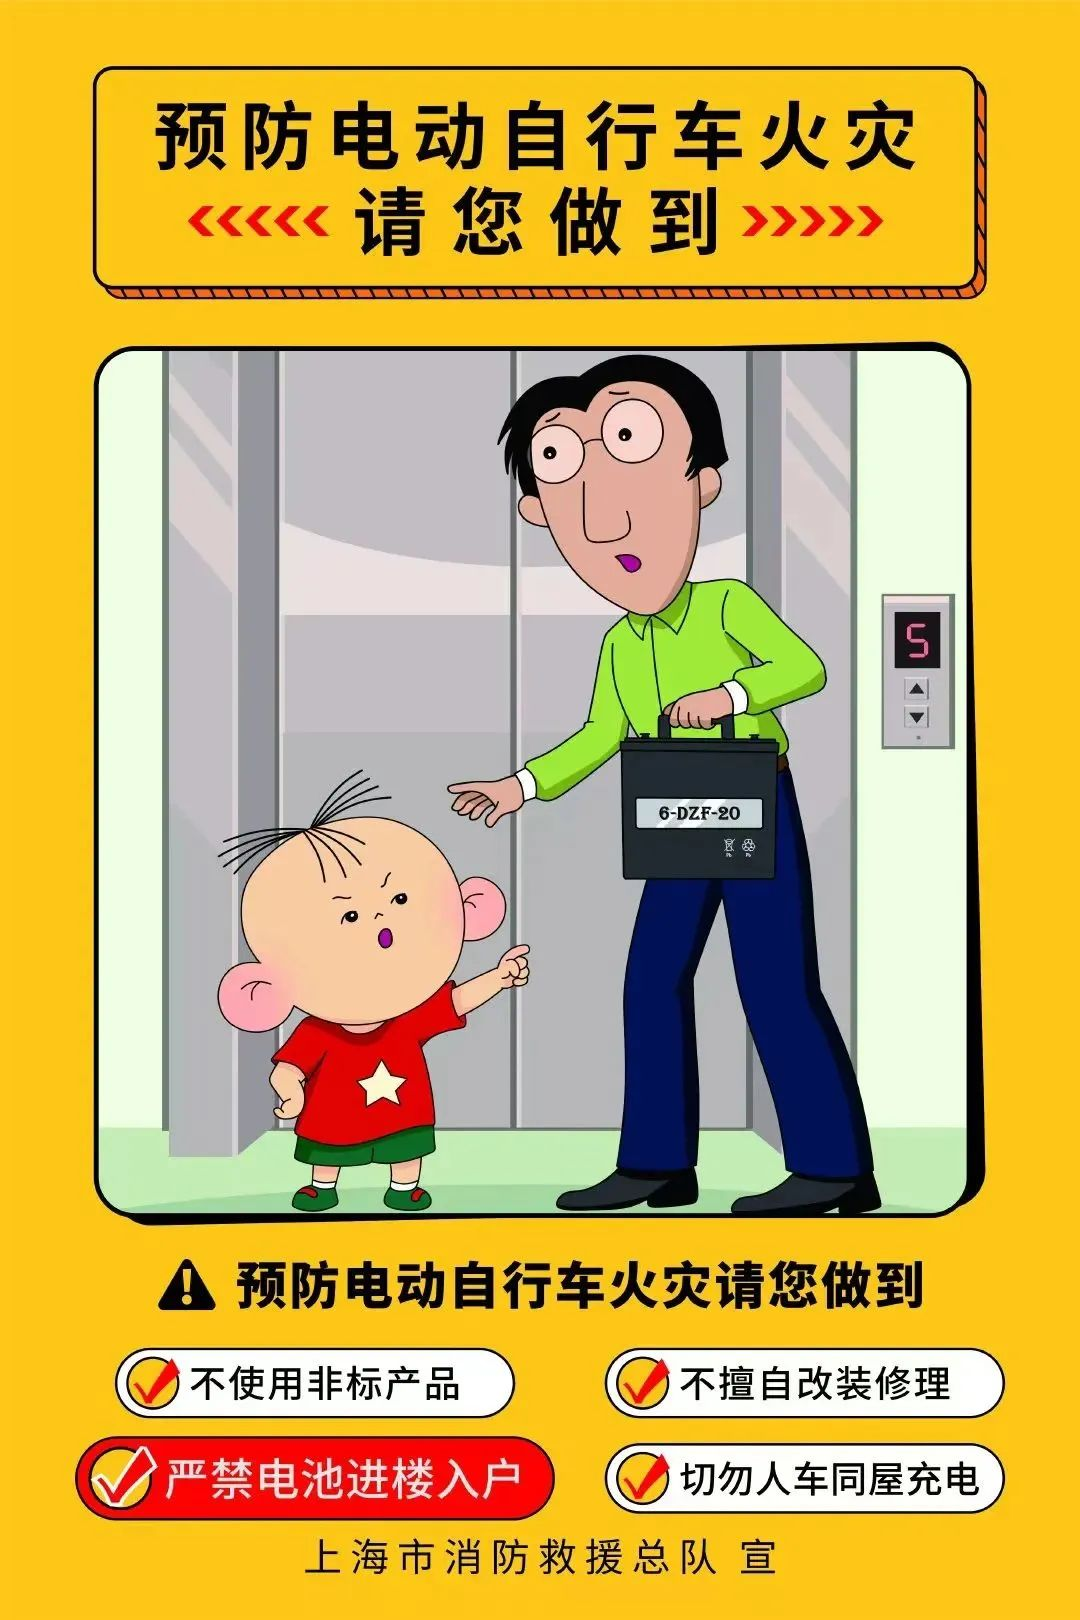 预防电动自行车火灾
请您做到
5
6-DZF-20
Pb Pb
预防电动自行车火灾请您做到
不使用非标产品
不擅自改装修理
严禁电池进楼入户
切勿人车同屋充电
上海市消防救援总队 宣